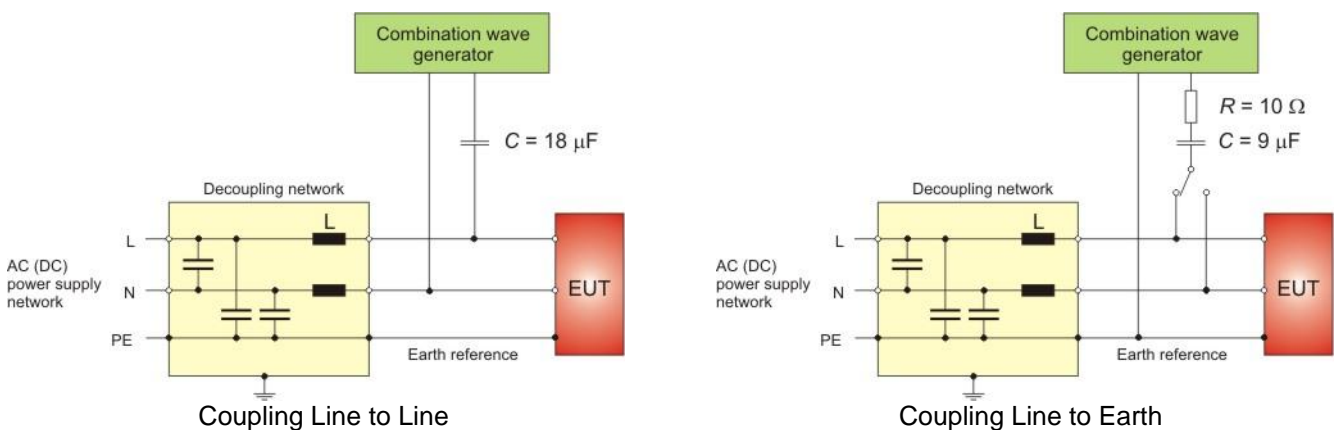 Combination wave
generator
C = 18 μF
Decoupling network
L
L
AC (DC)
power supply
network
N
EUT
PE
Earth reference
Coupling Line to Line
Combination wave
generator
R = 10 Ω
C = 9 μF
Decoupling network
L
L
AC (DC)
power supply
network
N
EUT
PE
Earth reference
Coupling Line to Earth